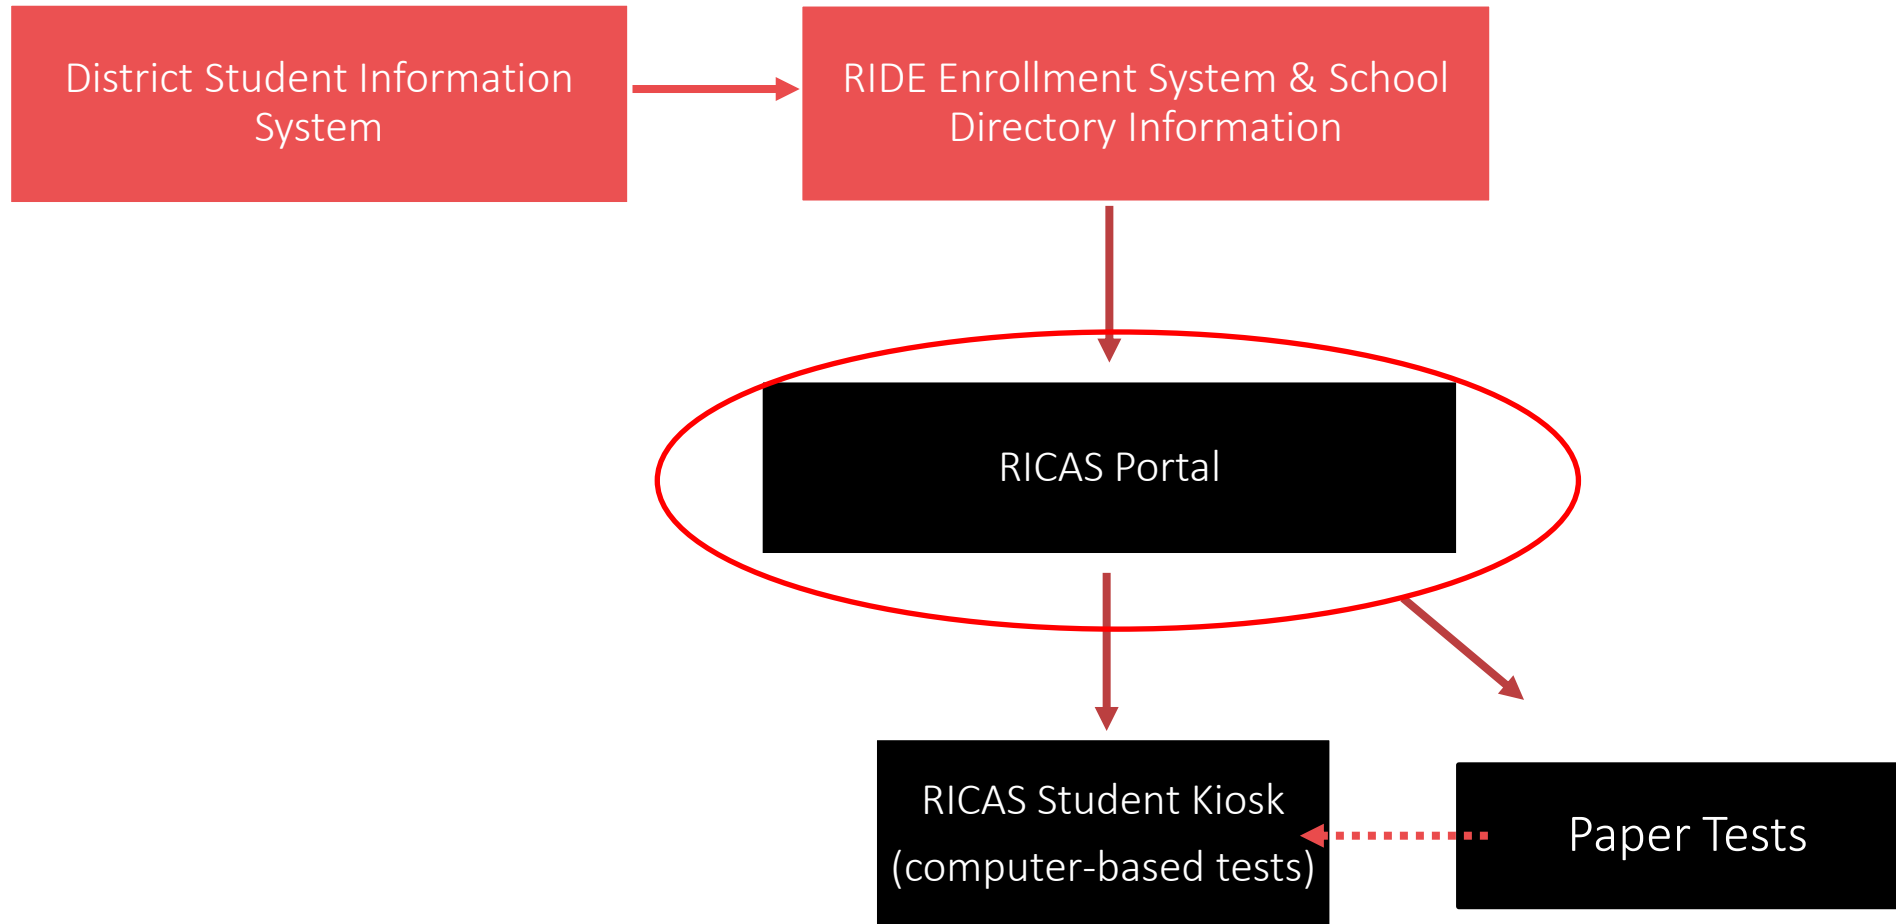 District Student Information
System
RIDE Enrollment System & School
Directory Information
RICAS Portal
RICAS Student Kiosk
(computer-based tests)
Paper Tests